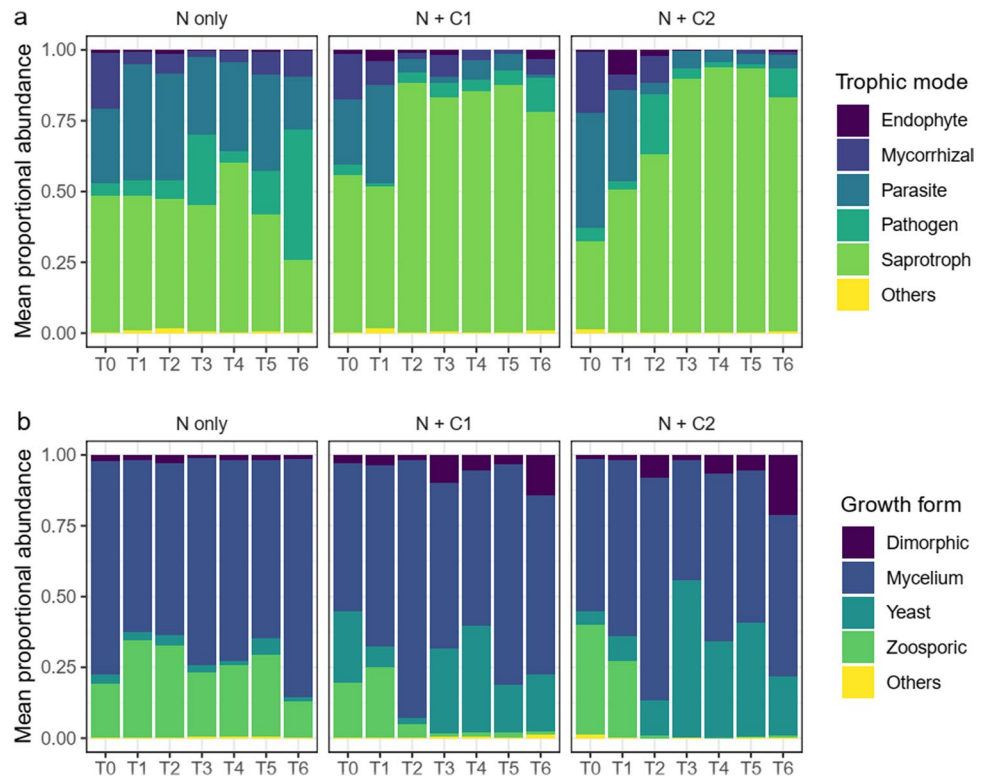 a
N only
N + C1
N + C2
Mean proportional abundance
1.00
0.75
0.50
0.25
0.00
T0 T1 T2 T3 T4 T5 T6
T0 T1 T2 T3 T4 T5 T6
T0 T1 T2 T3 T4 T5 T6
Trophic mode
Endophyte
Mycorrhizal
Parasite
Pathogen
Saprotroph
Others
b
N only
N + C1
N + C2
Mean proportional abundance
1.00
0.75
0.50
0.25
0.00
T0 T1 T2 T3 T4 T5 T6
T0 T1 T2 T3 T4 T5 T6
T0 T1 T2 T3 T4 T5 T6
Growth form
Dimorphic
Mycelium
Yeast
Zoosporic
Others